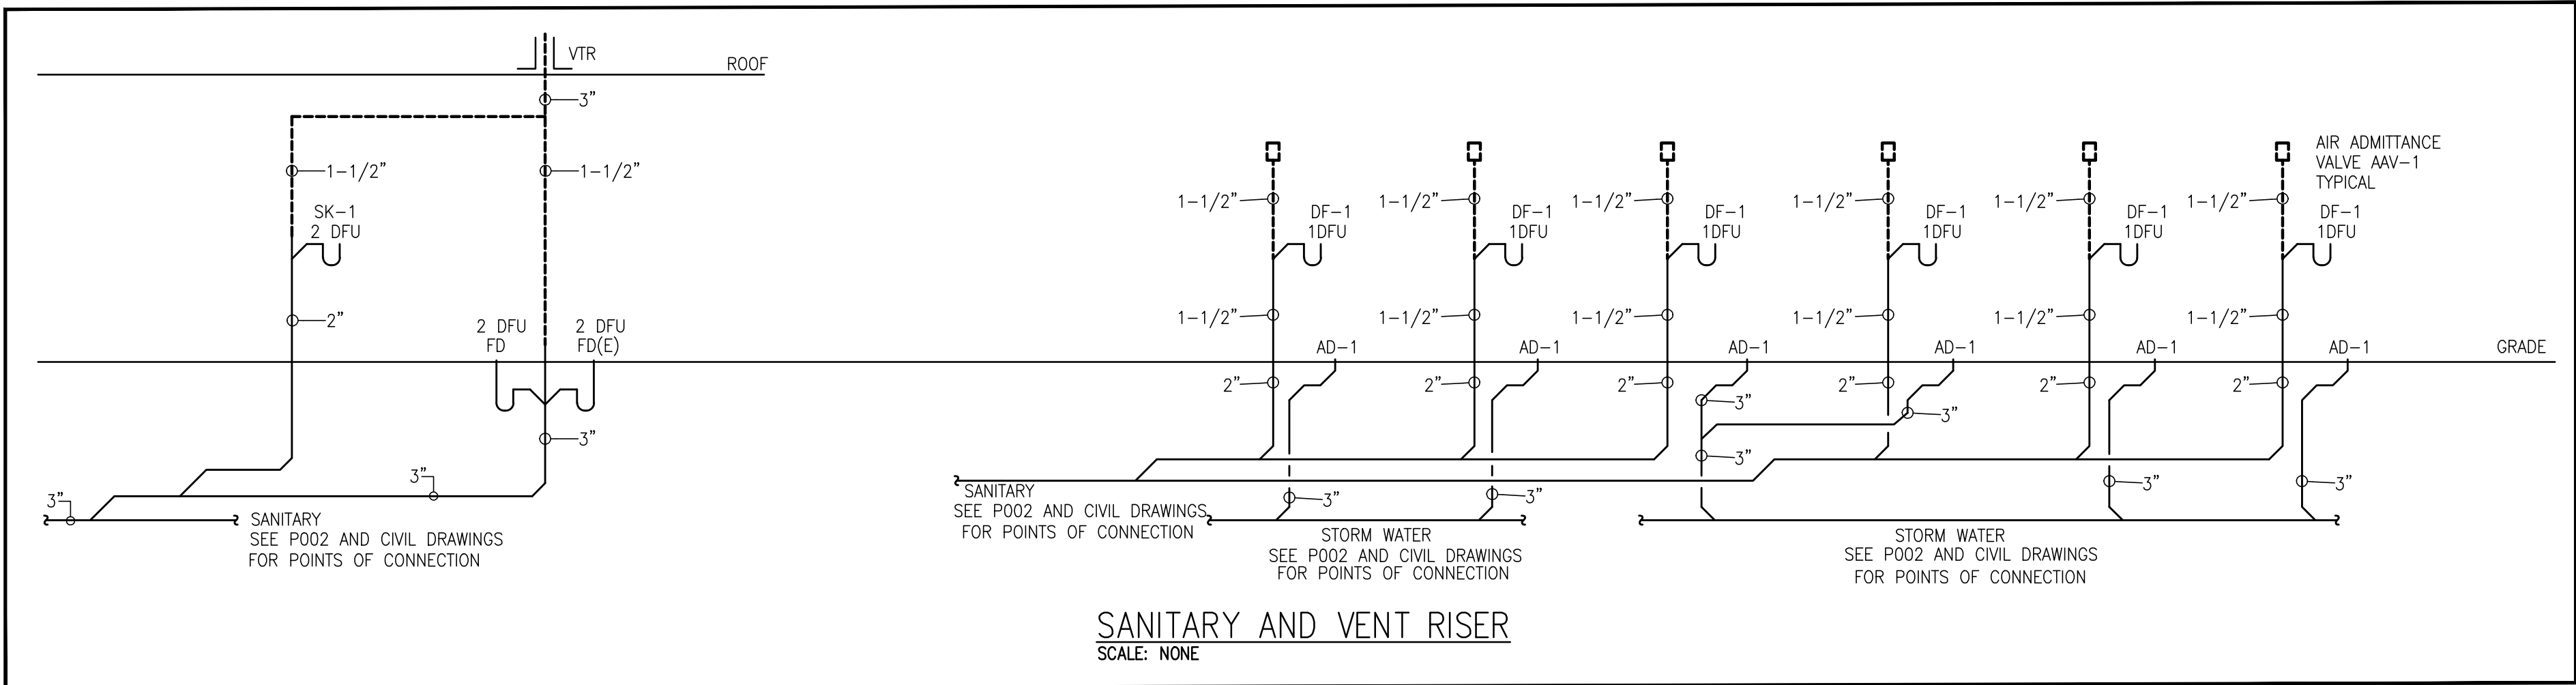 VTR
ROOF
3"
1-1/2"
1-1/2"
SK-1
2 DFU
2"
2 DFU
FD
2 DFU
FD(E)
3"
3"
3"
SANITARY
SEE P002 AND CIVIL DRAWINGS
FOR POINTS OF CONNECTION
AIR ADMITTANCE
VALVE AAV-1
TYPICAL
1-1/2"
1-1/2"
1-1/2"
1-1/2"
1-1/2"
1-1/2"
DF-1
1DFU
DF-1
1DFU
DF-1
1DFU
DF-1
1DFU
DF-1
1DFU
DF-1
1DFU
1-1/2"
1-1/2"
1-1/2"
1-1/2"
1-1/2"
1-1/2"
AD-1
AD-1
AD-1
AD-1
AD-1
AD-1
GRADE
2"
2"
2"
2"
2"
2"
3"
3"
3"
3"
3"
3"
3"
SANITARY
SEE P002 AND CIVIL DRAWINGS
FOR POINTS OF CONNECTION
STORM WATER
SEE P002 AND CIVIL DRAWINGS
FOR POINTS OF CONNECTION
STORM WATER
SEE P002 AND CIVIL DRAWINGS
FOR POINTS OF CONNECTION
SANITARY AND VENT RISER
SCALE: NONE